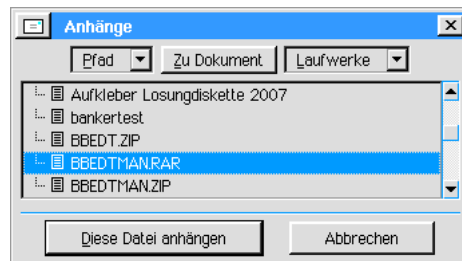 Anhänge
Pfad Zu Dokument Laufwerke
Aufkleber Losungdiskette 2007
bankertest
BBEDT.ZIP
BBEDTMAN.RAR
BBEDTMAN.ZIP
Diese Datei anhängen Abbrechen